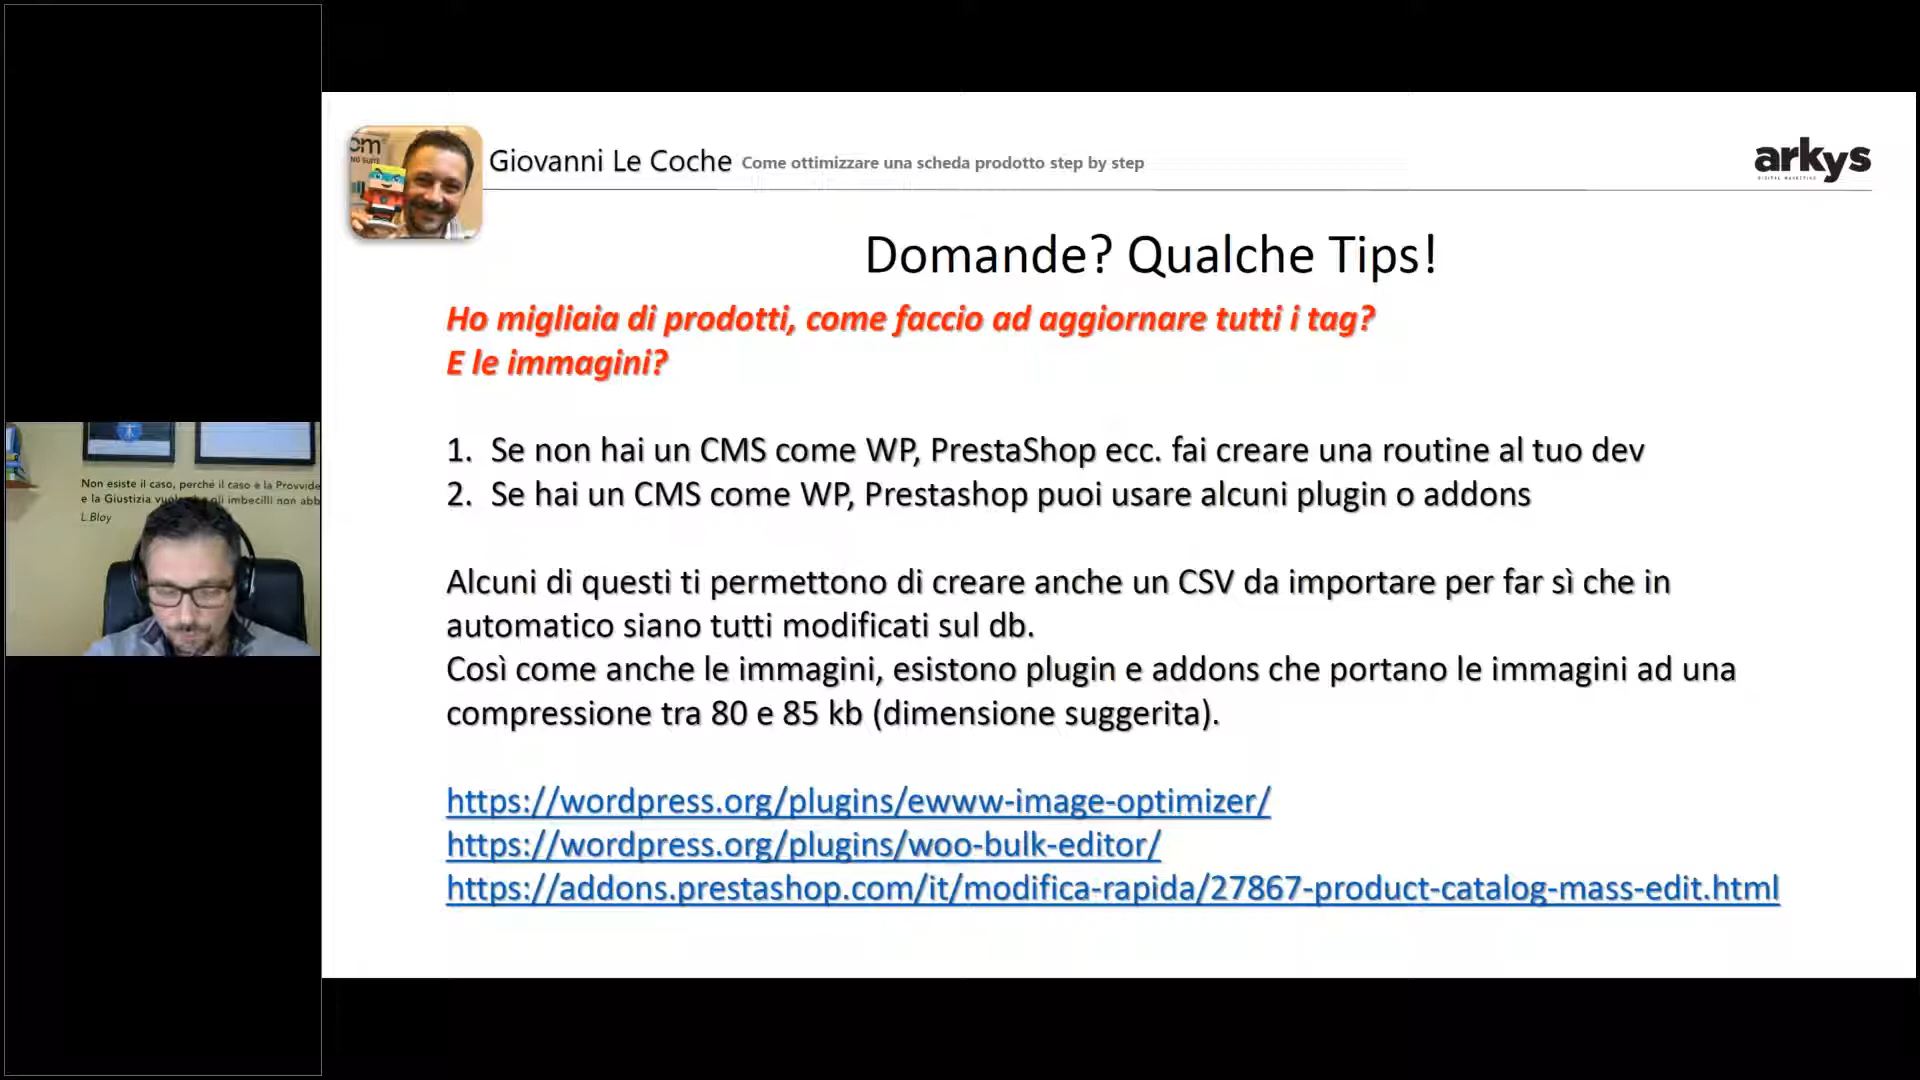 Giovanni Le Coche Come ottimizzare una scheda prodotto step by step
arkys
DIGITAL MARKETING
Domande? Qualche Tips!
Ho migliaia di prodotti, come faccio ad aggiornare tutti i tag?
E le immagini?
1. Se non hai un CMS come WP, PrestaShop ecc. fai creare una routine al tuo dev
2. Se hai un CMS come WP, Prestashop puoi usare alcuni plugin o addons
Alcuni di questi ti permettono di creare anche un CSV da importare per far sì che in
automatico siano tutti modificati sul db.
Così come anche le immagini, esistono plugin e addons che portano le immagini ad una
compressione tra 80 e 85 kb (dimensione suggerita).
https://wordpress.org/plugins/ewww-image-optimizer/
https://wordpress.org/plugins/woo-bulk-editor/
https://addons.prestashop.com/it/modifica-rapida/27867-product-catalog-mass-edit.html
Non esiste il caso, perché il caso è la Provvide
e la Giustizia gli imbecilli non abb
L.Bloy